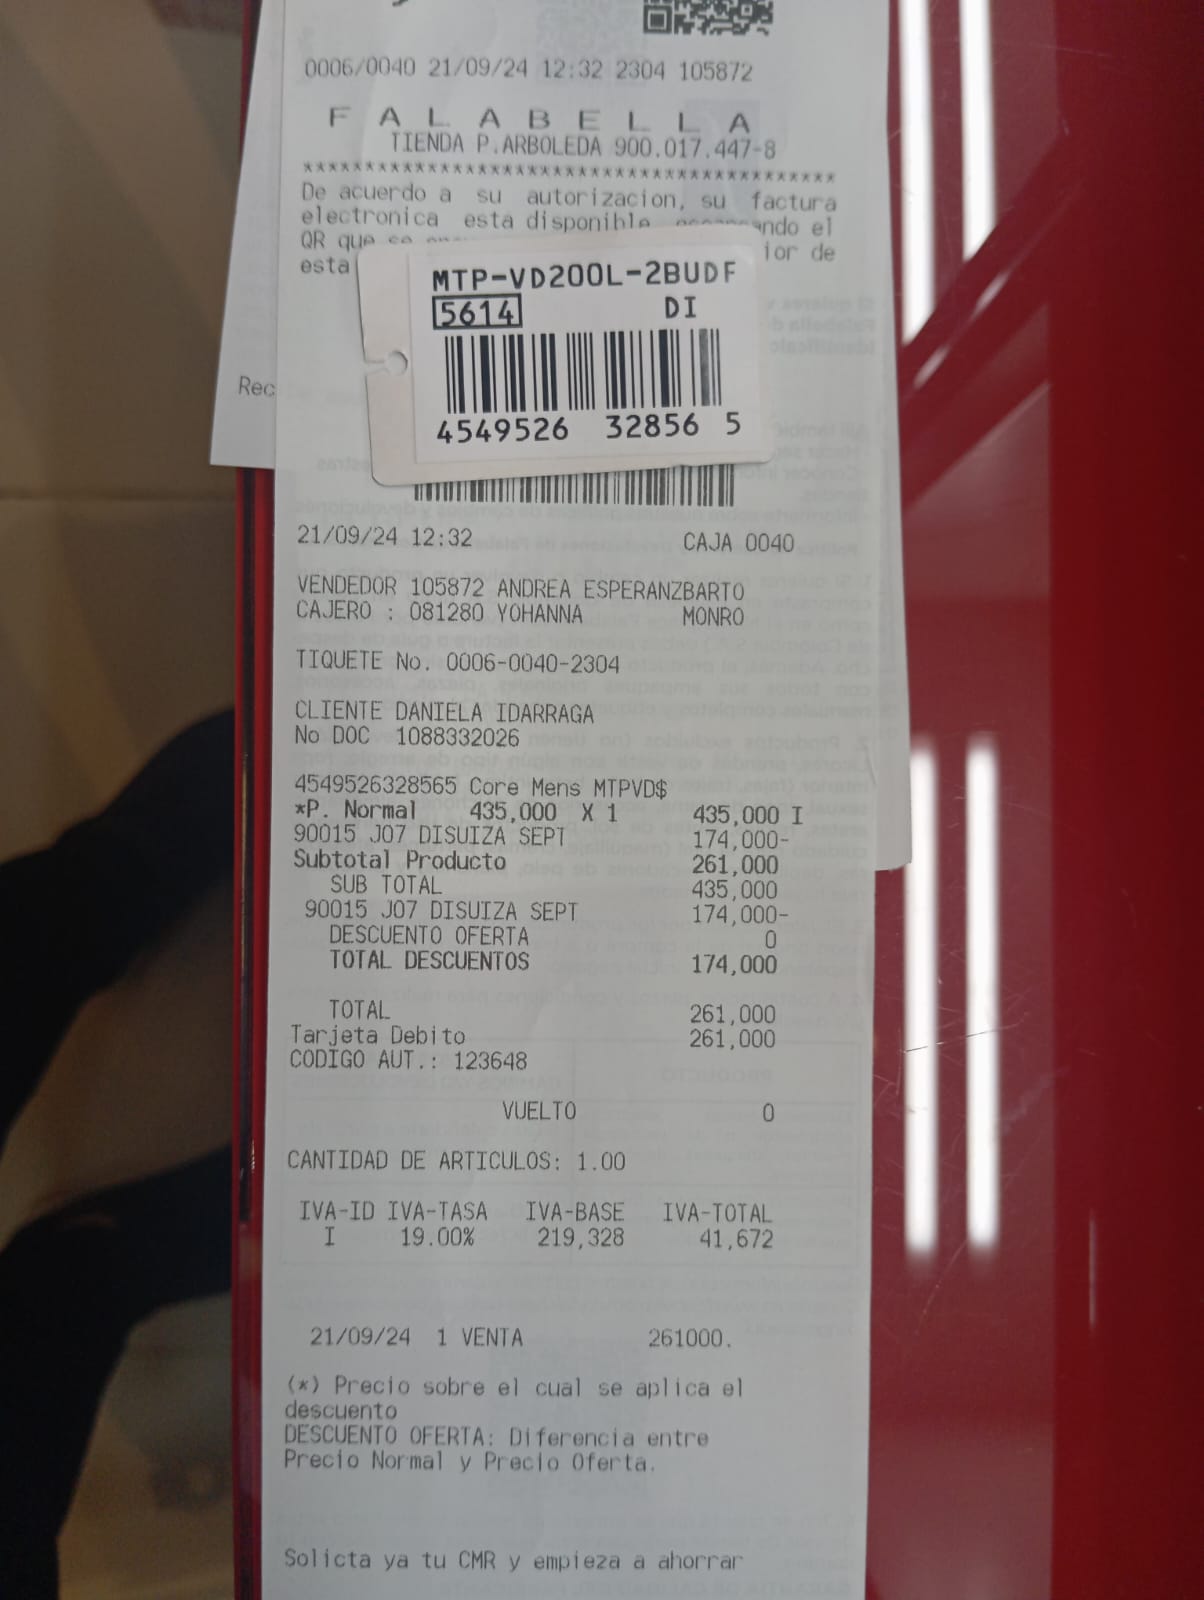 0006/0040 21/09/24 12:32 2304 105872
F A L A B E L L A
TIENDA P.ARBOLEDA 900.017.447-8
******************************************
De acuerdo a su autorizacion, su factura
electronica esta disponible el
QR que de
esta
MTP-VD200L-2BUDF
5614 DI
4549526 32856 5
Rec
21/09/24 12:32 CAJA 0040
VENDEDOR 105872 ANDREA ESPERANZBARTO
CAJERO : 081280 YOHANNA MONRO
TIQUETE No. 0006-0040-2304
CLIENTE DANIELA IDARRAGA
No DOC 1088332026
4549526328565 Core Mens MTPVD$
*P. Normal 435,000 X 1 435,000 I
90015 J07 DISUIZA SEPT 174,000-
Subtotal Producto 261,000
SUB TOTAL 435,000
90015 J07 DISUIZA SEPT 174,000-
DESCUENTO OFERTA 0
TOTAL DESCUENTOS 174,000
TOTAL 261,000
Tarjeta Debito 261,000
CODIGO AUT.: 123648
VUELTO 0
CANTIDAD DE ARTICULOS: 1.00
IVA-ID IVA-TASA IVA-BASE IVA-TOTAL
I 19.00% 219,328 41,672
21/09/24 1 VENTA 261000.
(*) Precio sobre el cual se aplica el
descuento
DESCUENTO OFERTA: Diferencia entre
Precio Normal y Precio Oferta.
Solicta ya tu CMR y empieza a ahorrar